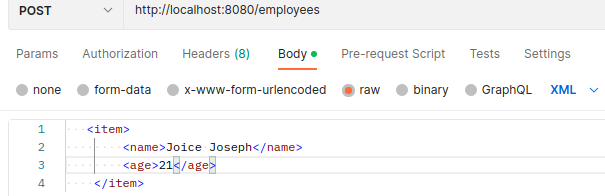 POST http://localhost:8080/employees
Params Authorization Headers (8) Body Pre-request Script Tests Settings
none form-data x-www-form-urlencoded raw binary GraphQL XML
1 <item>
2 <name>Joice Joseph</name>
3 <age>21</age>
4 </item>